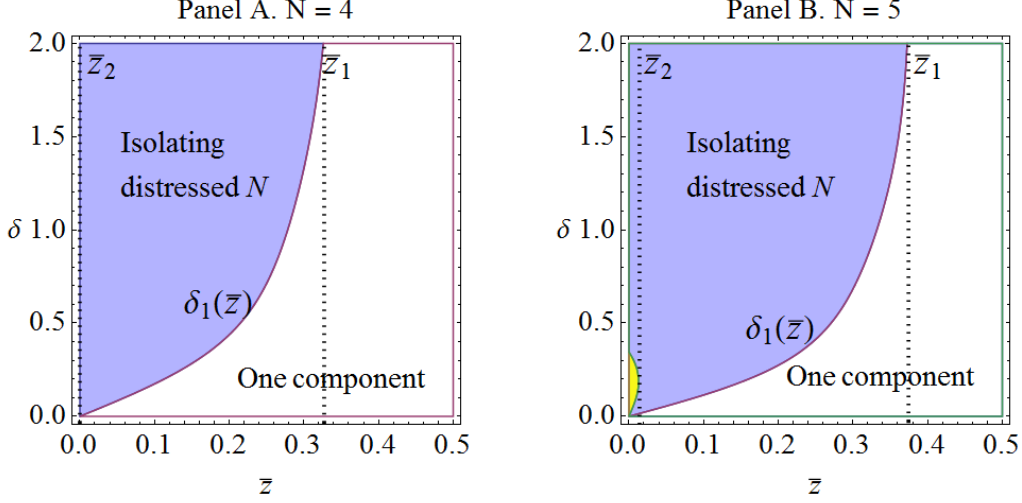 Panel A. N = 4
2.0
1.5
δ 1.0
0.5
0.0
z̅₂
z̅₁
Isolating
distressed N
δ₁(z̅)
One component
0.0 0.1 0.2 0.3 0.4 0.5
z̅
Panel B. N = 5
2.0
1.5
δ 1.0
0.5
0.0
z̅₂
z̅₁
Isolating
distressed N
δ₁(z̅)
One component
0.0 0.1 0.2 0.3 0.4 0.5
z̅